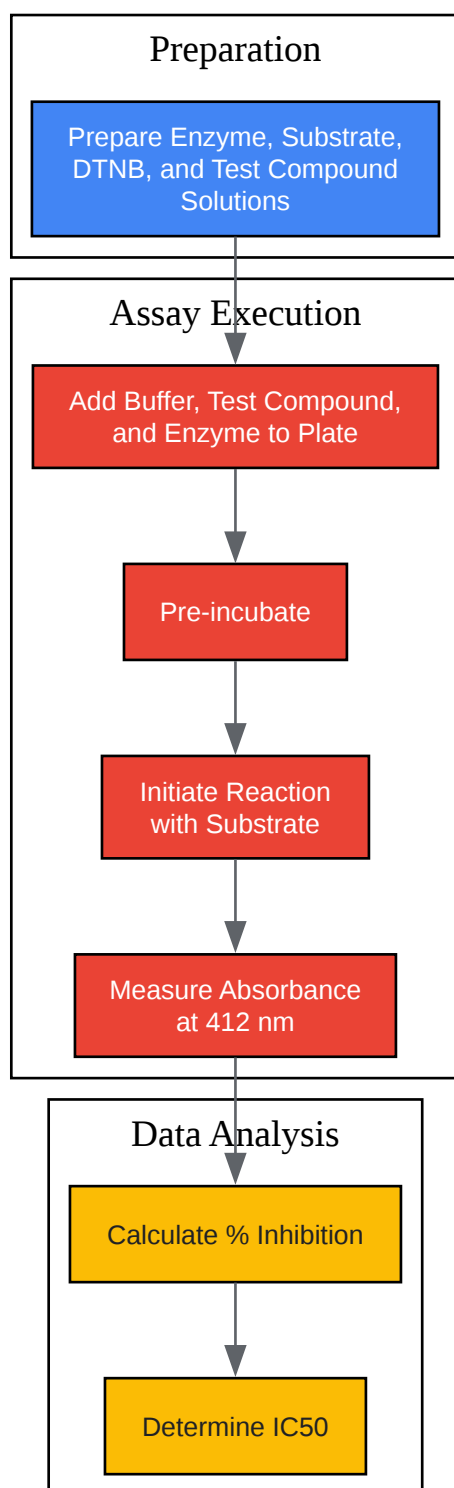 Preparation
Prepare Enzyme, Substrate,
DTNB, and Test Compound
Solutions
Assay Execution
Add Buffer, Test Compound,
and Enzyme to Plate
Pre-incubate
Initiate Reaction
with Substrate
Measure Absorbance
at 412 nm
Data Analysis
Calculate % Inhibition
Determine IC50